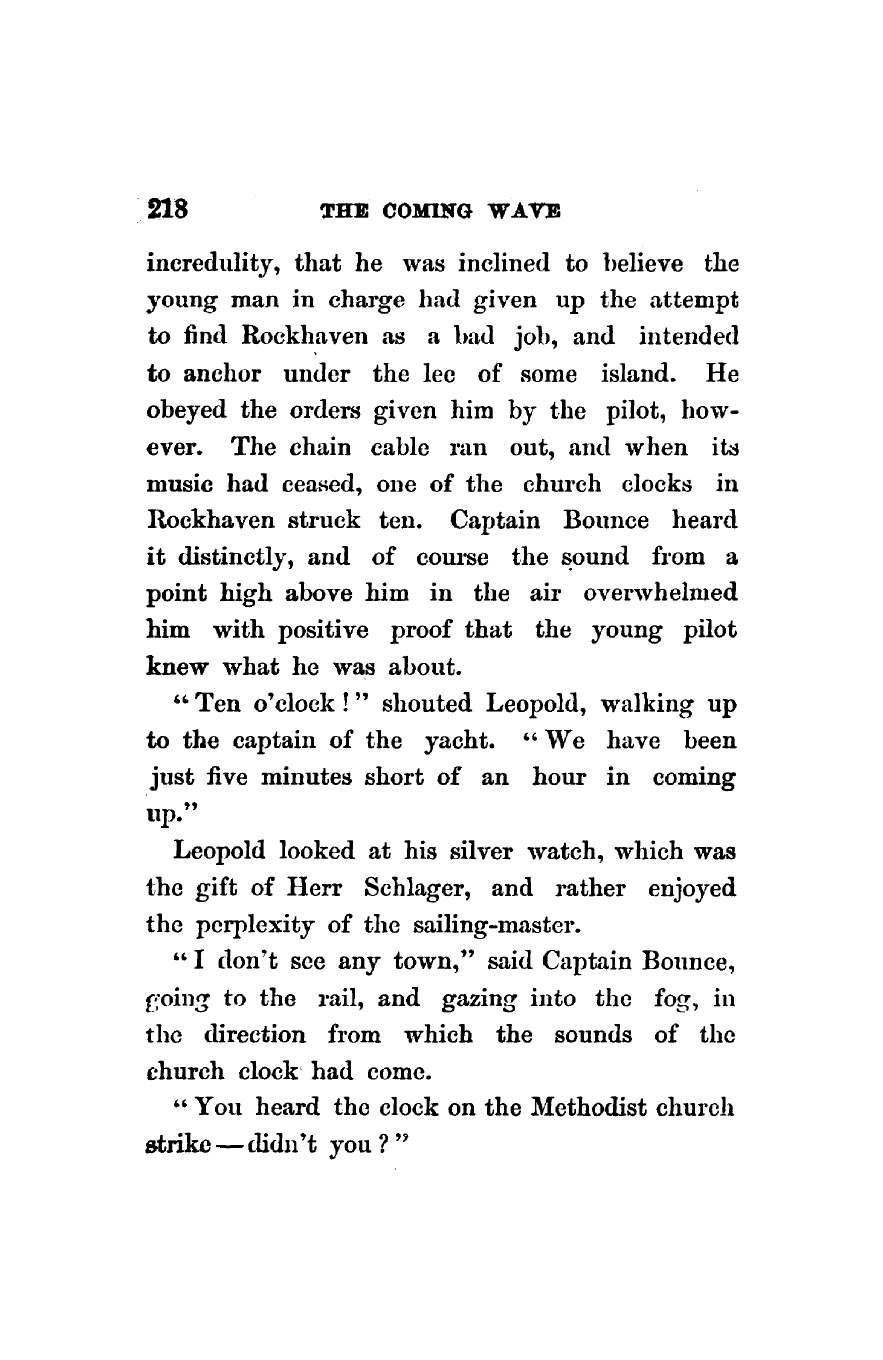 218 THE COMING WAVE
incredulity, that he was inclined to believe the
young man in charge had given up the attempt
to find Rockhaven as a bad job, and intended
to anchor under the lee of some island. He
obeyed the orders given him by the pilot, how-
ever. The chain cable ran out, and when its
music had ceased, one of the church clocks in
Rockhaven struck ten. Captain Bounce heard
it distinctly, and of course the sound from a
point high above him in the air overwhelmed
him with positive proof that the young pilot
knew what he was about.
“Ten o’clock!” shouted Leopold, walking up
to the captain of the yacht. “We have been
just five minutes short of an hour in coming
up.”
Leopold looked at his silver watch, which was
the gift of Herr Schlager, and rather enjoyed
the perplexity of the sailing-master.
“I don’t see any town,” said Captain Bounce,
going to the rail, and gazing into the fog, in
the direction from which the sounds of the
church clock had come.
“You heard the clock on the Methodist church
strike—didn’t you?”